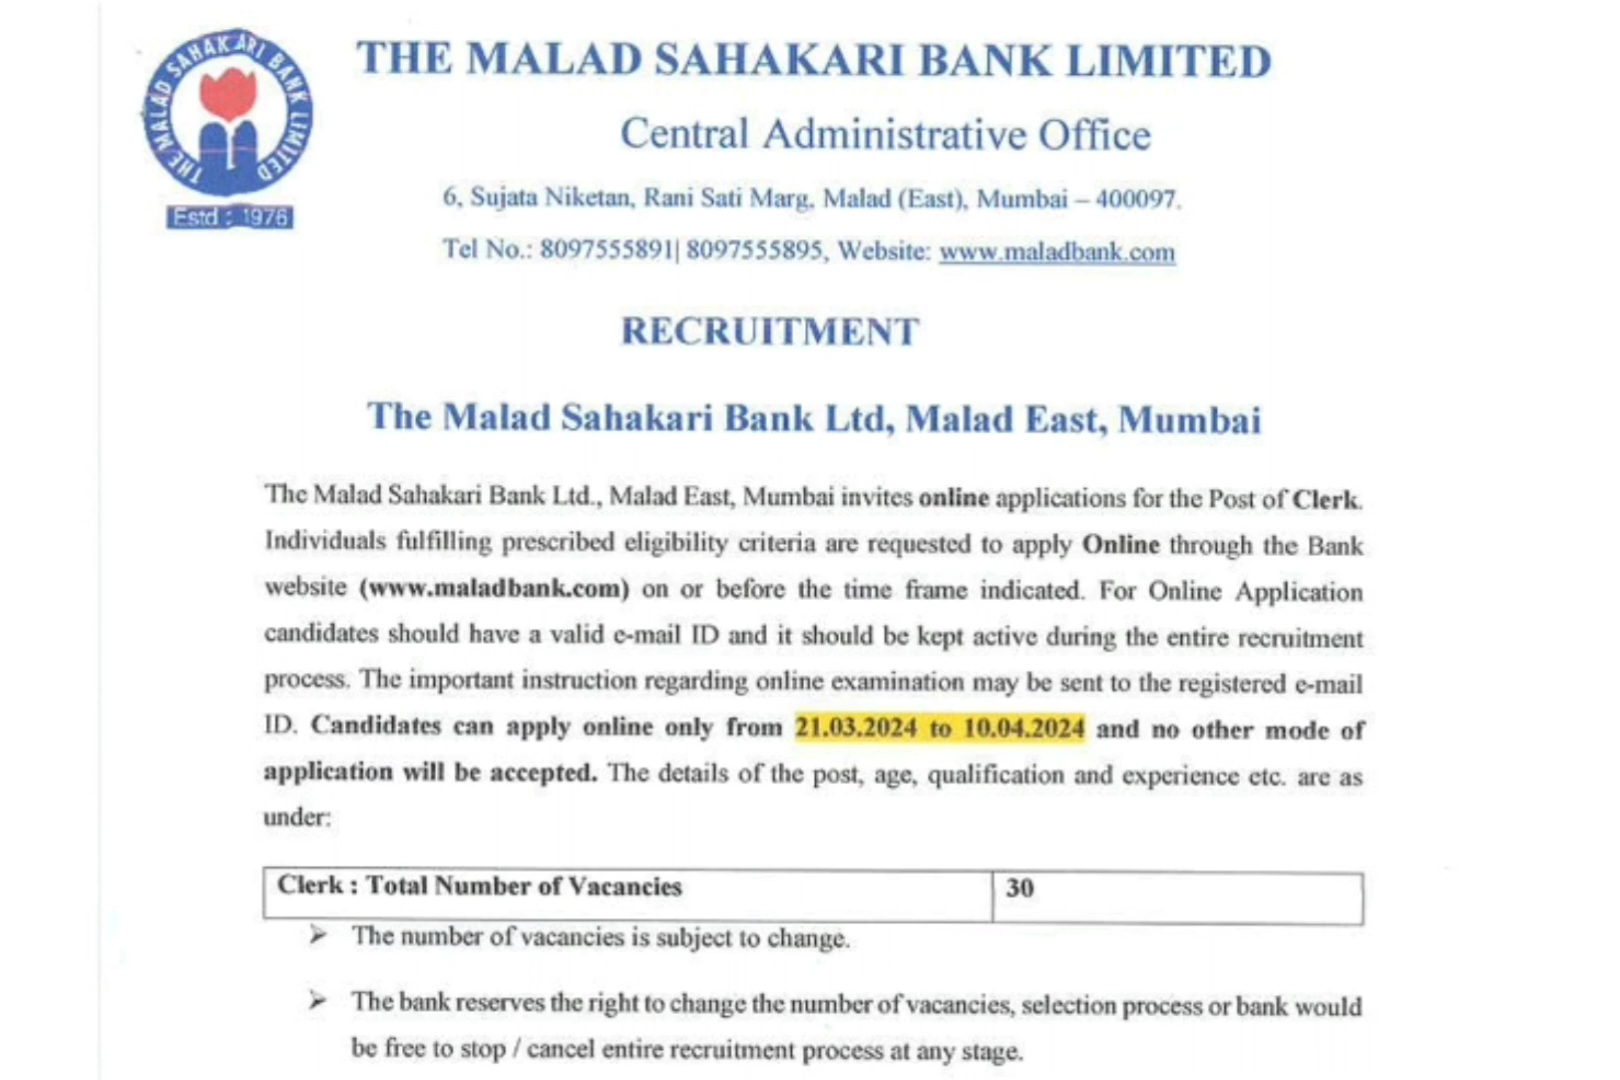 THE MALAD SAHAKARI BANK LIMITED
Estd : 1976
THE MALAD SAHAKARI BANK LIMITED
Central Administrative Office
6, Sujata Niketan, Rani Sati Marg, Malad (East), Mumbai – 400097.
Tel No.: 8097555891| 8097555895, Website: www.maladbank.com
RECRUITMENT
The Malad Sahakari Bank Ltd, Malad East, Mumbai
The Malad Sahakari Bank Ltd., Malad East, Mumbai invites online applications for the Post of Clerk.
Individuals fulfilling prescribed eligibility criteria are requested to apply Online through the Bank
website (www.maladbank.com) on or before the time frame indicated. For Online Application
candidates should have a valid e-mail ID and it should be kept active during the entire recruitment
process. The important instruction regarding online examination may be sent to the registered e-mail
ID. Candidates can apply online only from 21.03.2024 to 10.04.2024 and no other mode of
application will be accepted. The details of the post, age, qualification and experience etc. are as
under:
Clerk : Total Number of Vacancies 30
➢ The number of vacancies is subject to change.
➢ The bank reserves the right to change the number of vacancies, selection process or bank would
be free to stop / cancel entire recruitment process at any stage.